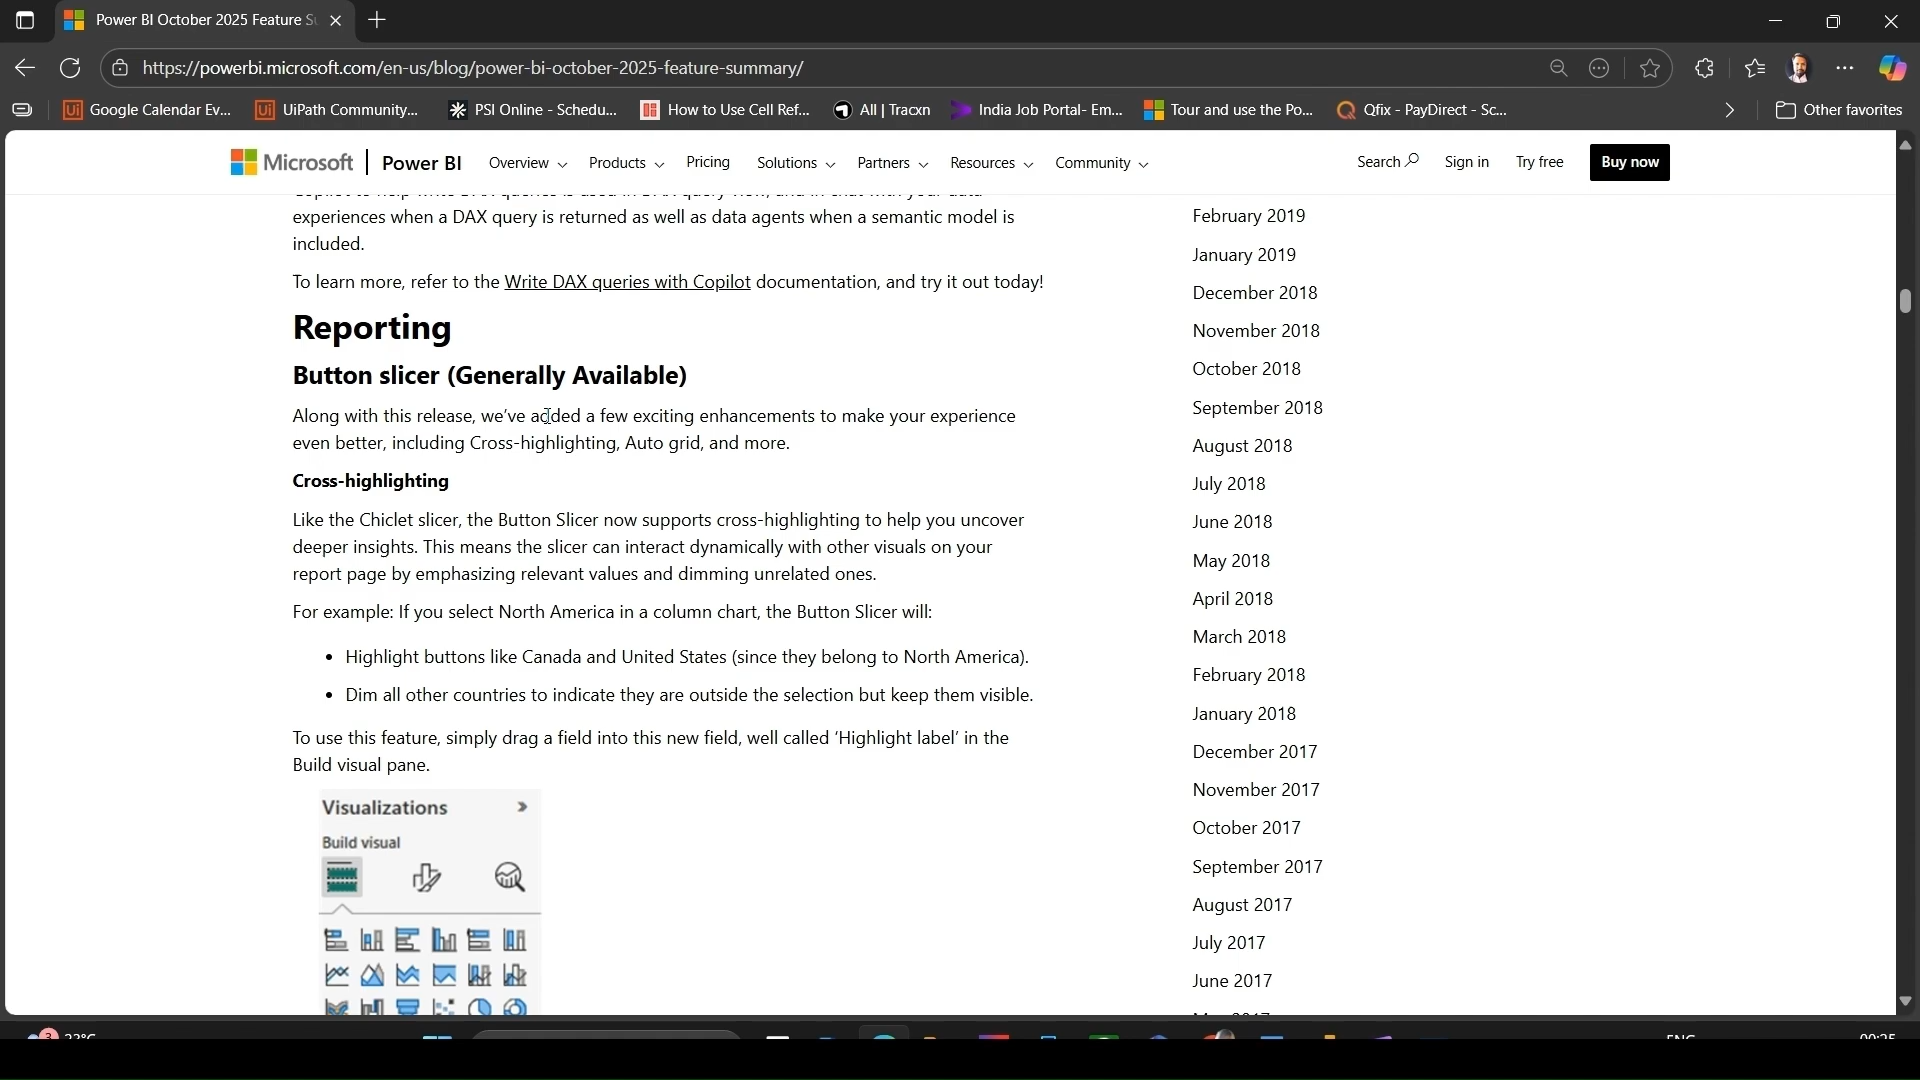 Power BI October 2025 Feature Su
https://powerbi.microsoft.com/en-us/blog/power-bi-october-2025-feature-summary/
Google Calendar Ev... UiPath Community... PSI Online - Schedu... How to Use Cell Ref... All | Tracxn India Job Portal- Em... Tour and use the Po... Qfix - PayDirect - Sc... Other favorites
Microsoft Power BI Overview Products Pricing Solutions Partners Resources Community Search Sign in Try free Buy now
experiences when a DAX query is returned as well as data agents when a semantic model is
included.
To learn more, refer to the Write DAX queries with Copilot documentation, and try it out today!
Reporting
Button slicer (Generally Available)
Along with this release, we've added a few exciting enhancements to make your experience
even better, including Cross-highlighting, Auto grid, and more.
Cross-highlighting
Like the Chiclet slicer, the Button Slicer now supports cross-highlighting to help you uncover
deeper insights. This means the slicer can interact dynamically with other visuals on your
report page by emphasizing relevant values and dimming unrelated ones.
For example: If you select North America in a column chart, the Button Slicer will:
• Highlight buttons like Canada and United States (since they belong to North America).
• Dim all other countries to indicate they are outside the selection but keep them visible.
To use this feature, simply drag a field into this new field, well called ‘Highlight label’ in the
Build visual pane.
Visualizations
Build visual
February 2019
January 2019
December 2018
November 2018
October 2018
September 2018
August 2018
July 2018
June 2018
May 2018
April 2018
March 2018
February 2018
January 2018
December 2017
November 2017
October 2017
September 2017
August 2017
July 2017
June 2017